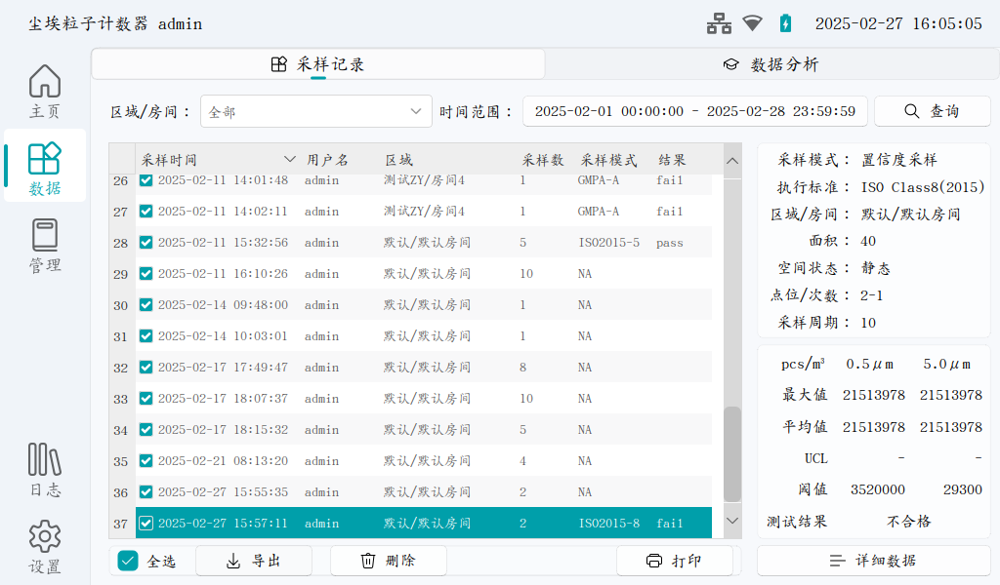 尘埃粒子计数器 admin
2025-02-27 16:05:05
主页
数据
管理
日志
设置
采样记录
数据分析
区域/房间： 全部 时间范围： 2025-02-01 00:00:00 - 2025-02-28 23:59:59 查询
采样时间 用户名 区域 采样数 采样模式 结果
26 2025-02-11 14:01:48 admin 测试ZY/房间4 1 GMPA-A fail
27 2025-02-11 14:02:11 admin 测试ZY/房间4 1 GMPA-A fail
28 2025-02-11 15:32:56 admin 默认/默认房间 5 ISO2015-5 pass
29 2025-02-11 16:10:26 admin 默认/默认房间 10 NA
30 2025-02-14 09:48:00 admin 默认/默认房间 1 NA
31 2025-02-14 10:03:01 admin 默认/默认房间 1 NA
32 2025-02-17 17:49:47 admin 默认/默认房间 8 NA
33 2025-02-17 18:07:37 admin 默认/默认房间 10 NA
34 2025-02-17 18:15:32 admin 默认/默认房间 5 NA
35 2025-02-21 08:13:20 admin 默认/默认房间 4 NA
36 2025-02-27 15:55:35 admin 默认/默认房间 2 NA
37 2025-02-27 15:57:11 admin 默认/默认房间 2 ISO2015-8 fail
全选 导出 删除 打印
采样模式： 置信度采样
执行标准： ISO Class8(2015)
区域/房间： 默认/默认房间
面积： 40
空间状态： 静态
点位/次数： 2-1
采样周期： 10
pcs/m³ 0.5μm 5.0μm
最大值 21513978 21513978
平均值 21513978 21513978
UCL - -
阈值 3520000 29300
测试结果 不合格
详细数据